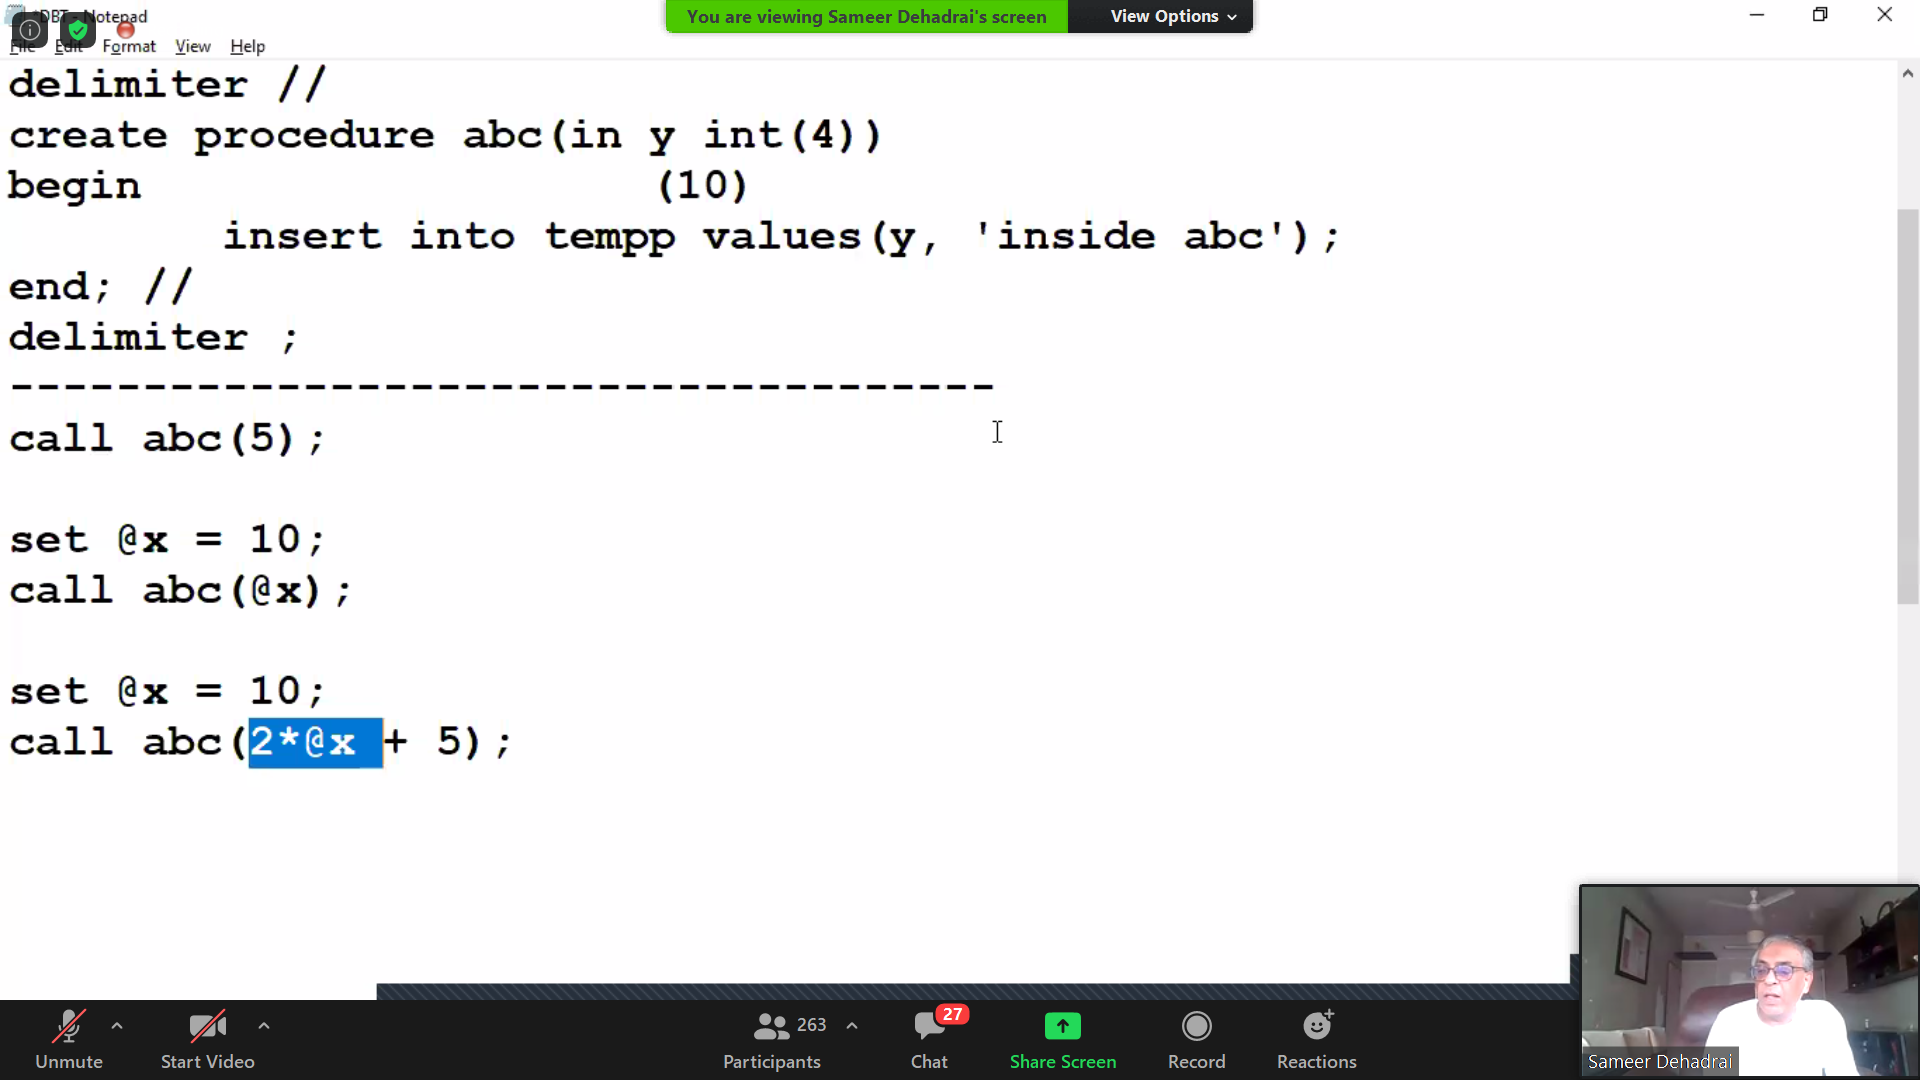 *DBT - Notepad
You are viewing Sameer Dehadrai's screen
View Options
File Edit Format View Help
delimiter //
create procedure abc(in y int(4))
begin (10)
insert into tempp values(y, 'inside abc');
end; //
delimiter ;
-------------------------------------
call abc(5);
set @x = 10;
call abc(@x);
set @x = 10;
call abc(2*@x + 5);
263
27
Unmute
Start Video
Participants
Chat
Share Screen
Record
Reactions
Sameer Dehadrai